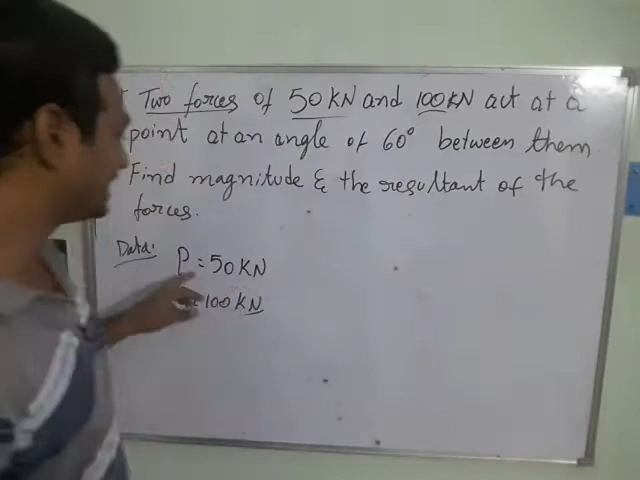 Two forces of 50 KN and 100 KN act at a
point at an angle of 60° between them
Find magnitude & the resultant of the
forces.
Data:
P = 50 KN
= 100 KN